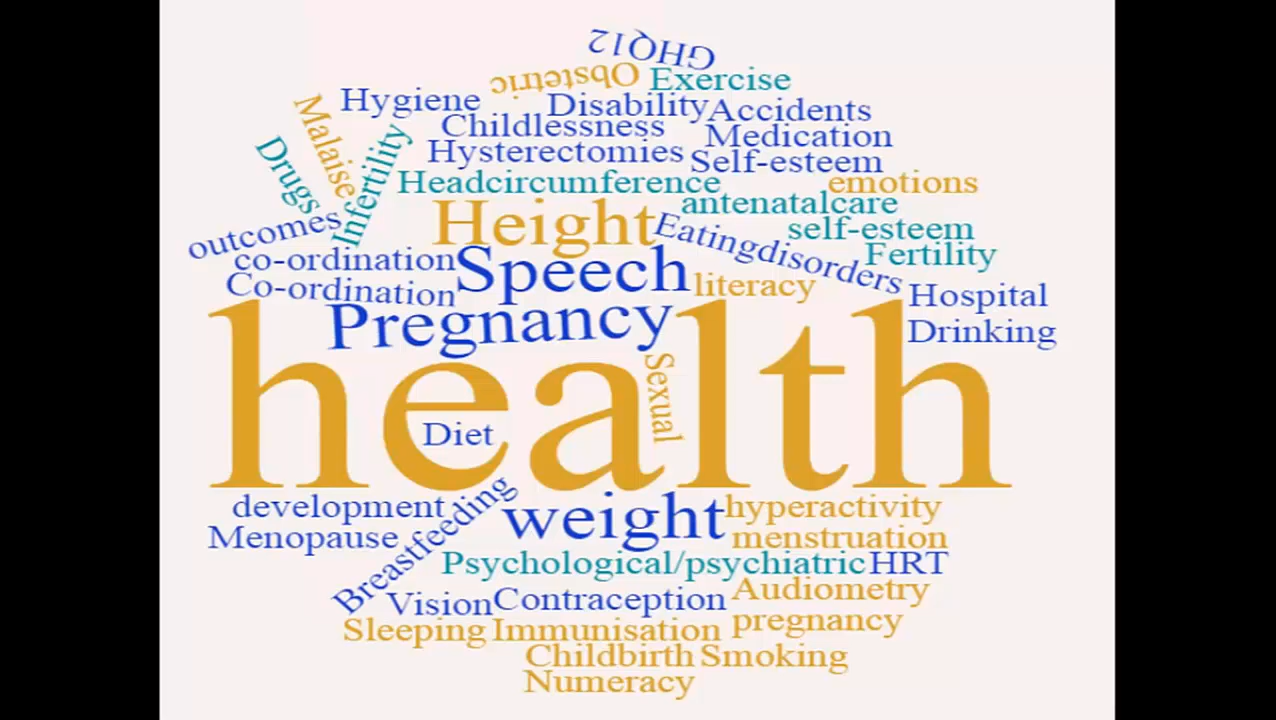 GHQ12
Obstetric
Exercise
Hygiene
Disability
Accidents
Malaise
Childlessness
Medication
Drugs
Infertility
Hysterectomies
Self-esteem
Headcircumference
emotions
antenatalcare
outcomes
Height
Eatingdisorders
self-esteem
co-ordination
Speech
Fertility
Co-ordination
literacy
Hospital
Pregnancy
Drinking
health
Sexual
Diet
development
Breastfeeding
weight
hyperactivity
Menopause
menstruation
Psychological/psychiatric
HRT
Vision
Contraception
Audiometry
Sleeping
Immunisation
pregnancy
Childbirth
Smoking
Numeracy